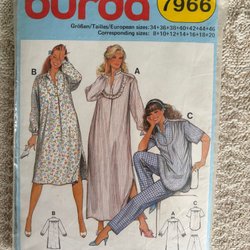 burda 7966
Größen/Tailles/European sizes: 34+36+38+40+42+44+46
Corresponding sizes: 8+10+12+14+16+18+20
B
A
C
B
A
C